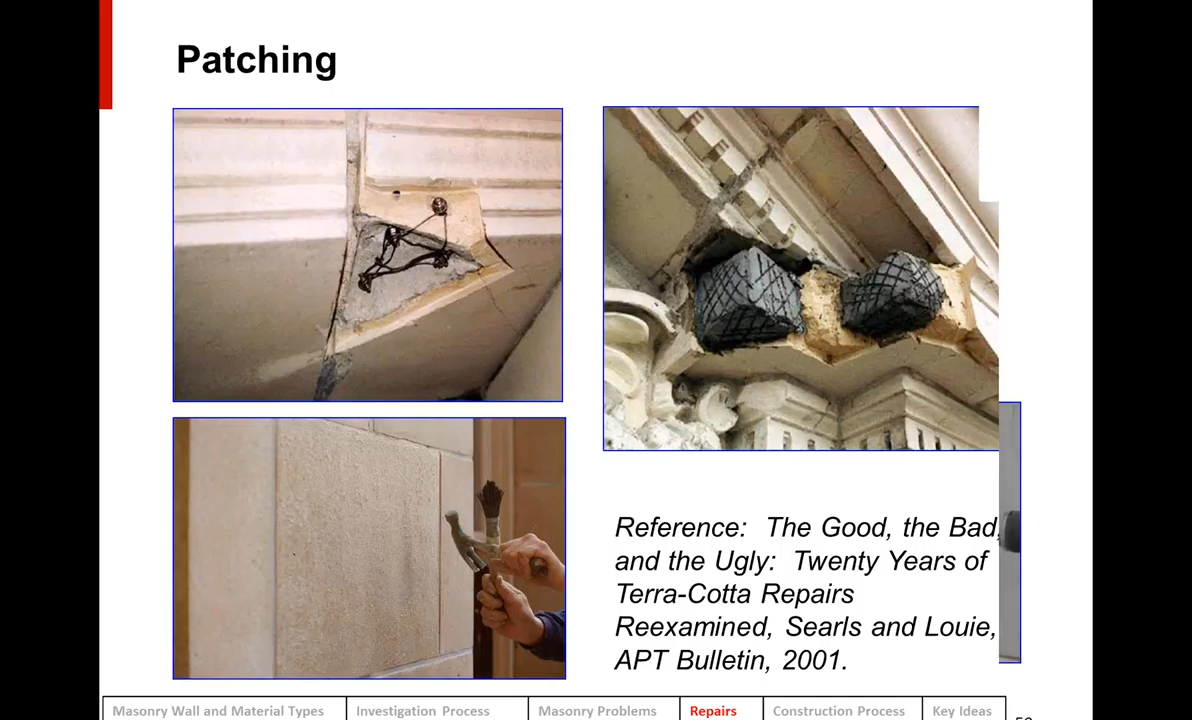 Patching
Reference: The Good, the Bad,
and the Ugly: Twenty Years of
Terra-Cotta Repairs
Reexamined, Searls and Louie,
APT Bulletin, 2001.
Masonry Wall and Material Types Investigation Process Masonry Problems Repairs Construction Process Key Ideas